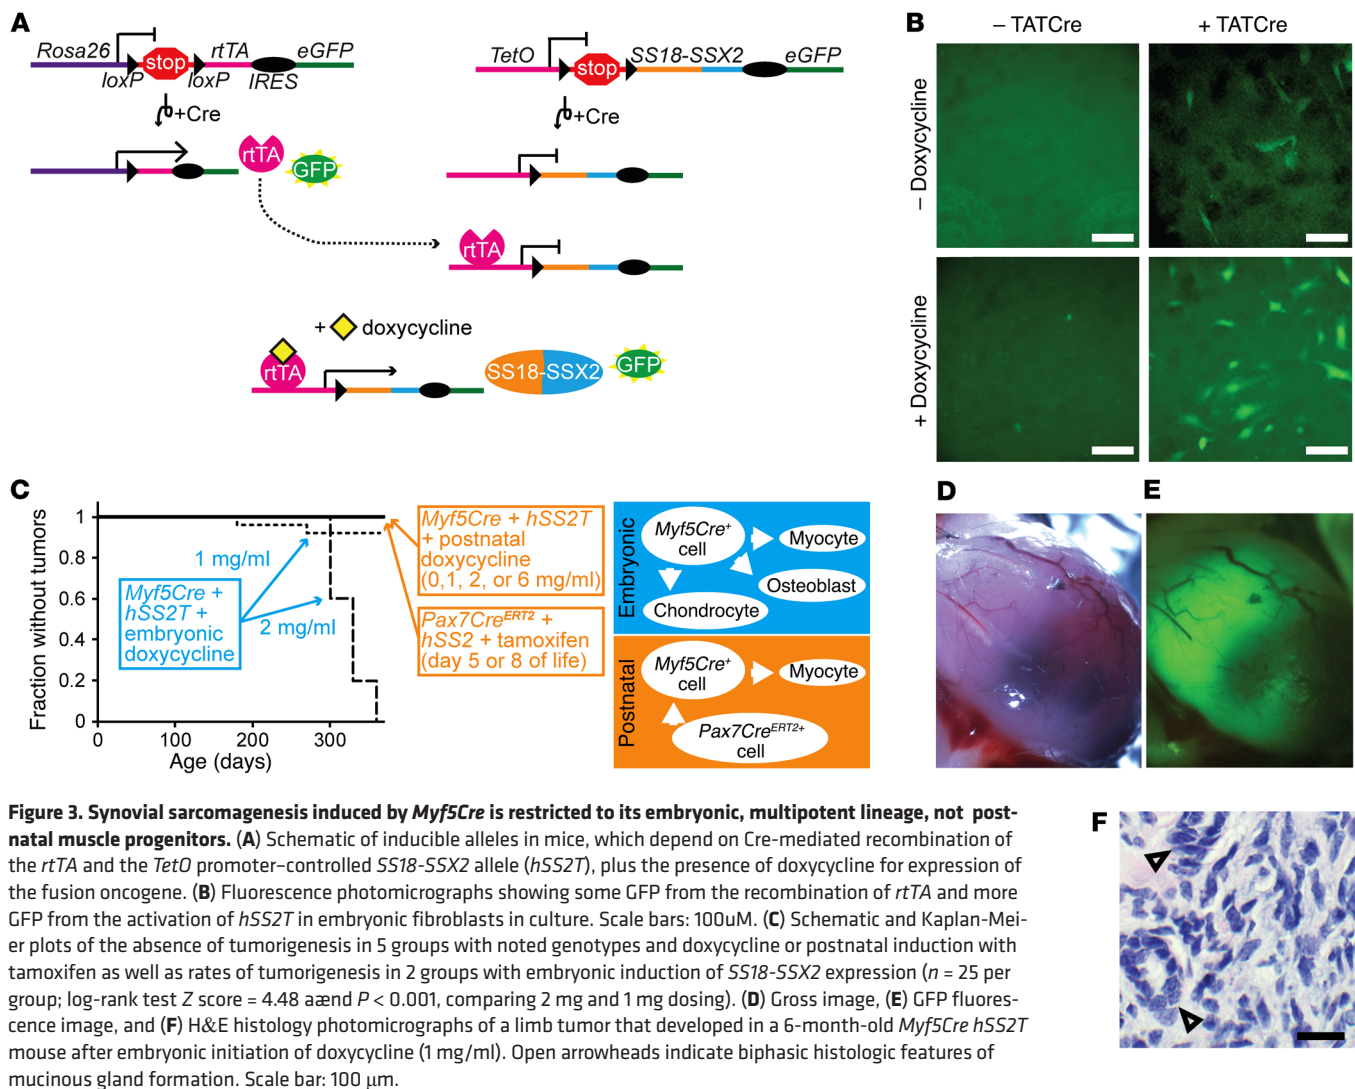 A
Rosa26
rtTA
eGFP
stop
loxP
loxP
IRES
+Cre
rtTA
GFP
TetO
SS18-SSX2
eGFP
stop
+Cre
rtTA
+ doxycycline
rtTA
SS18-SSX2
GFP
B
– TATCre
+ TATCre
– Doxycycline
+ Doxycycline
C
Fraction without tumors
1
0.8
0.6
0.4
0.2
0
0
100
200
300
Age (days)
1 mg/ml
2 mg/ml
Myf5Cre +
hSS2T +
embryonic
doxycycline
Myf5Cre + hSS2T
+ postnatal
doxycycline
(0,1, 2, or 6 mg/ml)
Pax7CreERT2 +
hSS2 + tamoxifen
(day 5 or 8 of life)
Embryonic
Myf5Cre+
cell
Myocyte
Osteoblast
Chondrocyte
Postnatal
Myf5Cre+
cell
Myocyte
Pax7CreERT2+
cell
D
E
F
Figure 3. Synovial sarcomagenesis induced by Myf5Cre is restricted to its embryonic, multipotent lineage, not post-
natal muscle progenitors. (A) Schematic of inducible alleles in mice, which depend on Cre-mediated recombination of
the rtTA and the TetO promoter–controlled SS18-SSX2 allele (hSS2T), plus the presence of doxycycline for expression of
the fusion oncogene. (B) Fluorescence photomicrographs showing some GFP from the recombination of rtTA and more
GFP from the activation of hSS2T in embryonic fibroblasts in culture. Scale bars: 100uM. (C) Schematic and Kaplan-Mei-
er plots of the absence of tumorigenesis in 5 groups with noted genotypes and doxycycline or postnatal induction with
tamoxifen as well as rates of tumorigenesis in 2 groups with embryonic induction of SS18-SSX2 expression (n = 25 per
group; log-rank test Z score = 4.48 aænd P < 0.001, comparing 2 mg and 1 mg dosing). (D) Gross image, (E) GFP fluores-
cence image, and (F) H&E histology photomicrographs of a limb tumor that developed in a 6-month-old Myf5Cre hSS2T
mouse after embryonic initiation of doxycycline (1 mg/ml). Open arrowheads indicate biphasic histologic features of
mucinous gland formation. Scale bar: 100 μm.